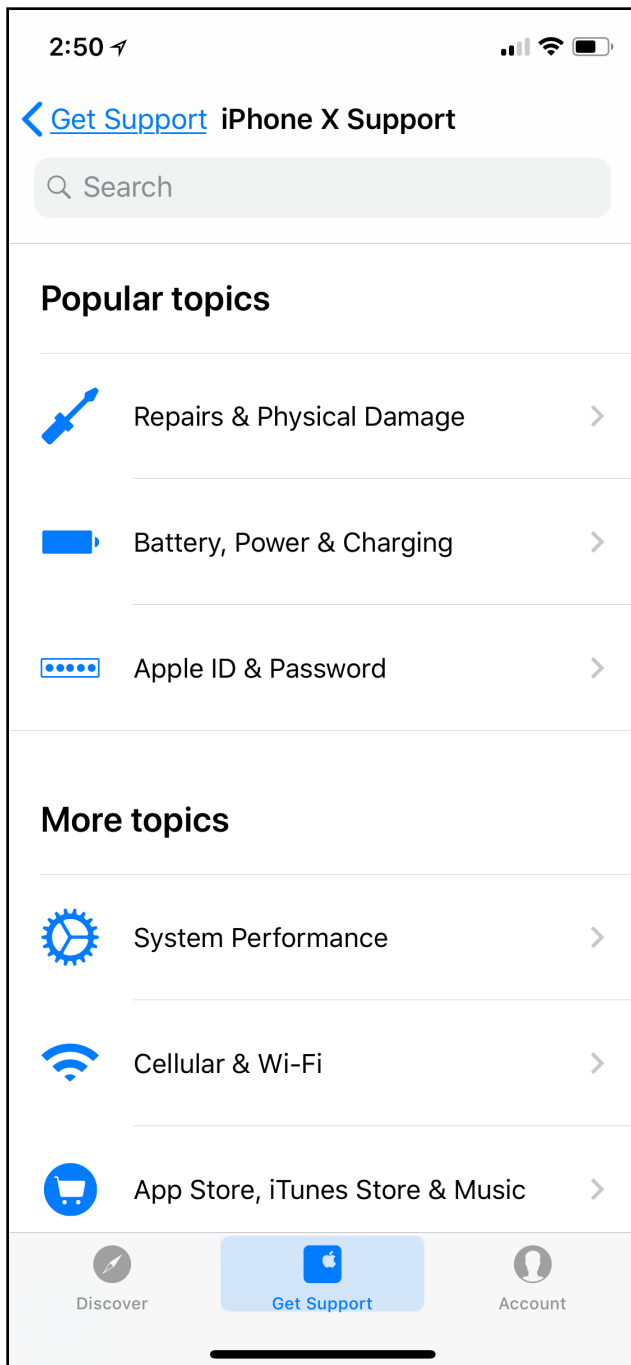 2:50
Get Support iPhone X Support
Search
Popular topics
Repairs & Physical Damage
Battery, Power & Charging
Apple ID & Password
More topics
System Performance
Cellular & Wi-Fi
App Store, iTunes Store & Music
Discover
Get Support
Account